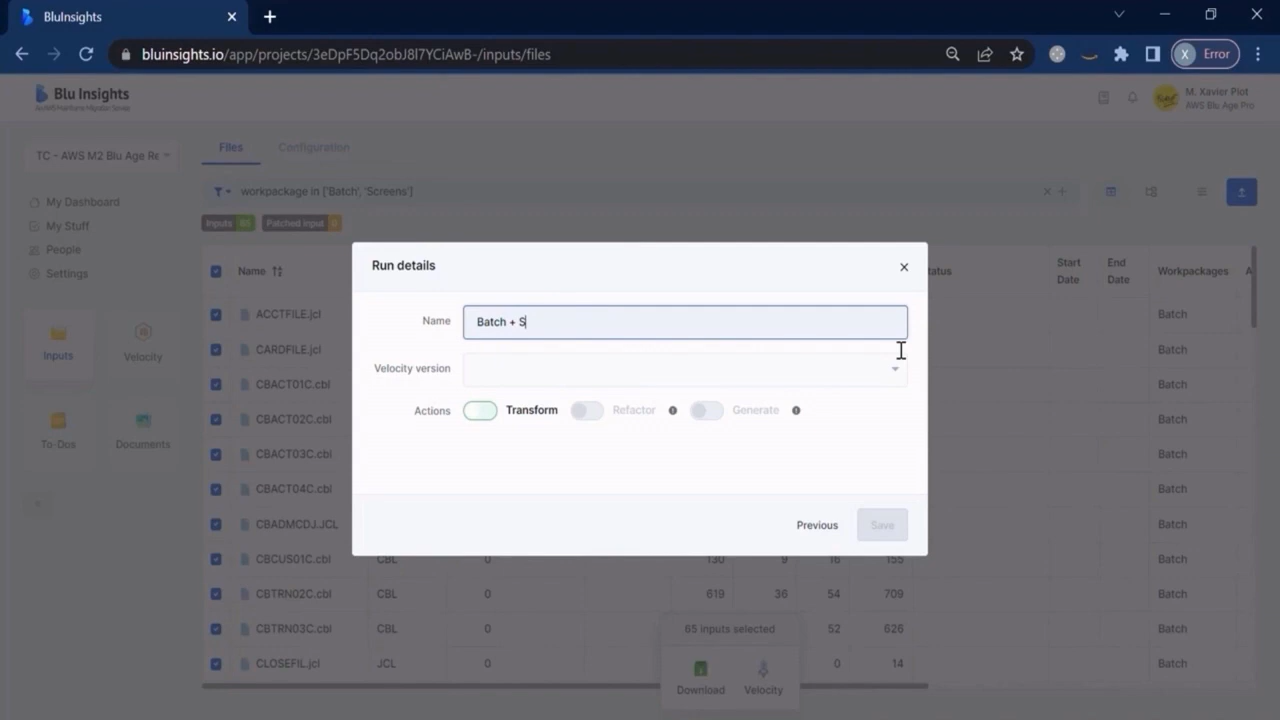 BluInsights
bluinsights.io/app/projects/3eDpF5Dq2obJ8l7YCiAwB-/inputs/files
X Error
Blu Insights
M. Xavier Plot
AWS Blu Age Pro
TC - AWS M2 Blu Age Re
Files Configuration
workpackage in ['Batch', 'Screens']
My Dashboard
My Stuff
People
Settings
Inputs 65 Patched input 0
Name
tatus
Start Date
End Date
Workpackages A
Inputs Velocity
To-Dos Documents
Run details
Name Batch + S
Velocity version
Actions Transform Refactor Generate
Previous Save
ACCTFILE.jcl Batch
CARDFILE.jcl Batch
CBACT01C.cbl Batch
CBACT02C.cbl Batch
CBACT03C.cbl Batch
CBACT04C.cbl Batch
CBADMCDJ.JCL Batch
CBCUS01C.cbl CBL 0 130 9 16 155 Batch
CBTRN02C.cbl CBL 0 619 36 54 709 Batch
CBTRN03C.cbl CBL 0 52 626 Batch
CLOSEFIL.jcl JCL 0 0 14 Batch
65 inputs selected
Download Velocity